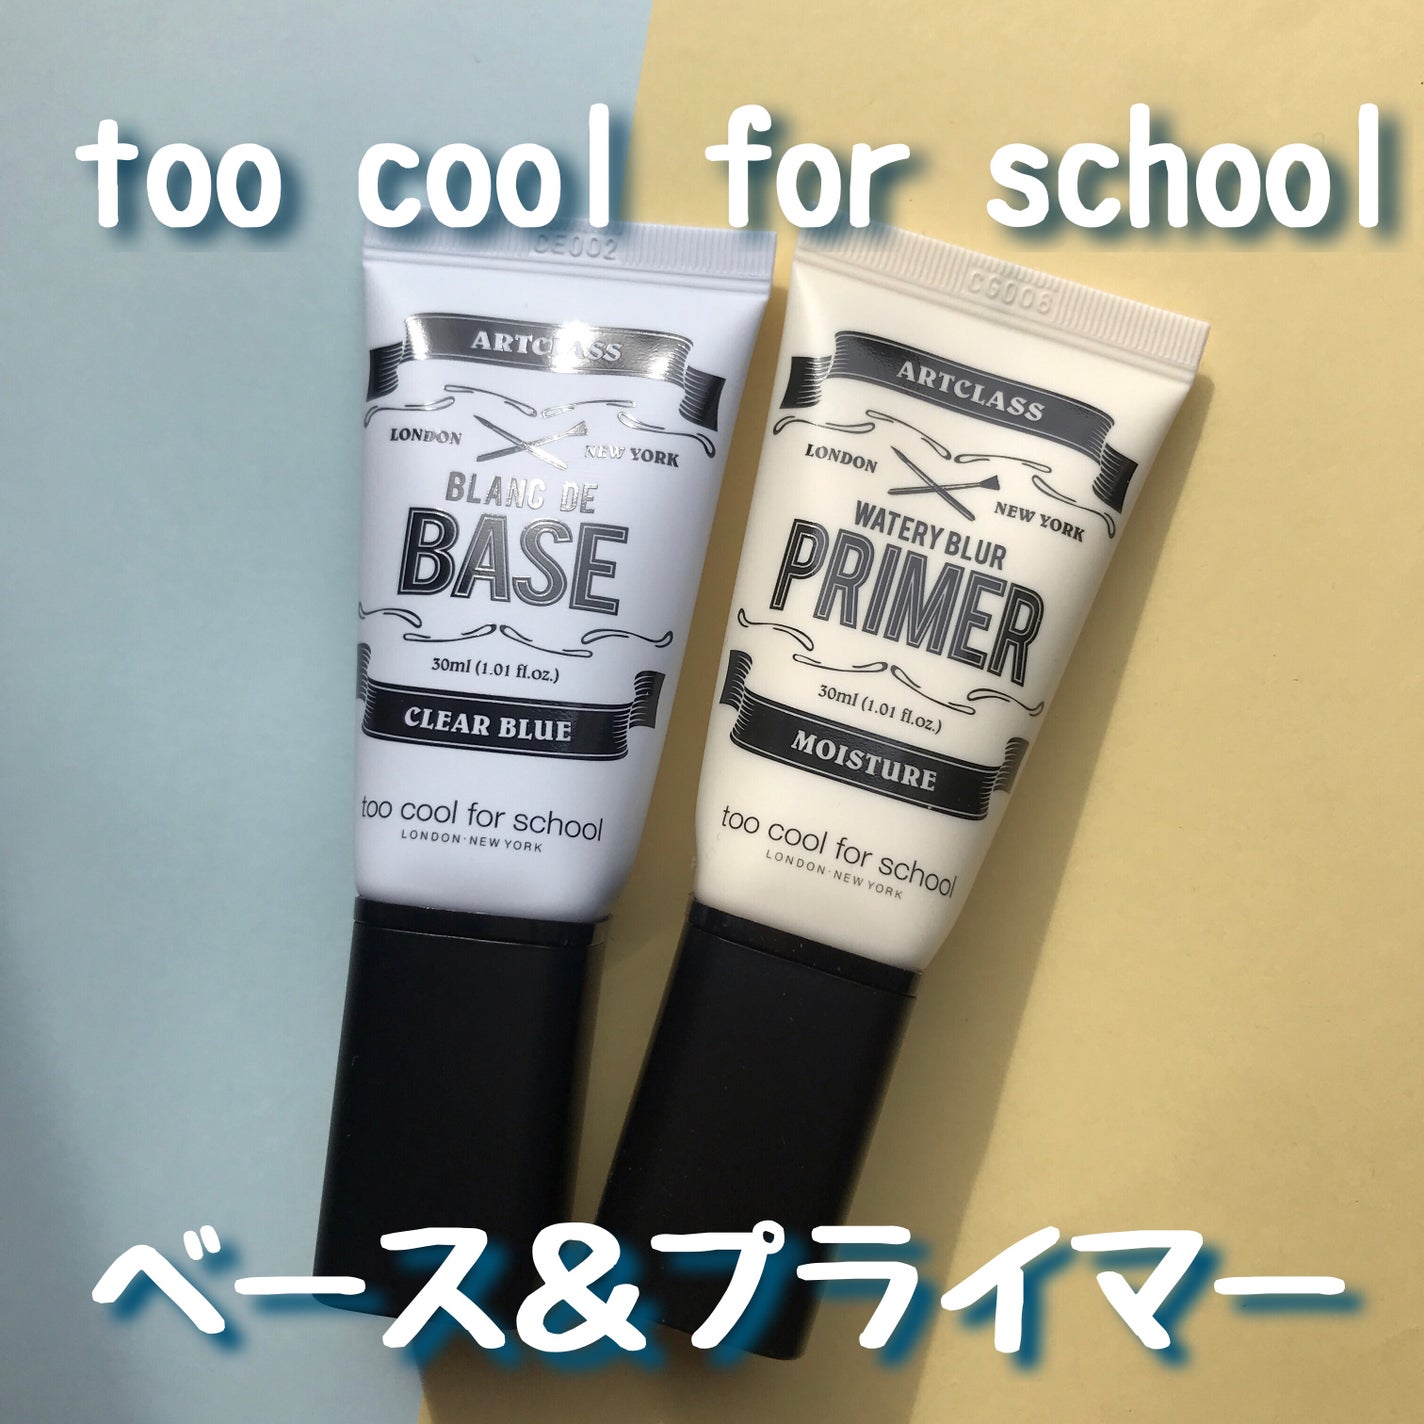 too cool for school
CE002
ARTCLASS
LONDON NEW YORK
BLANC DE
BASE
30ml (1.01 fl.oz.)
CLEAR BLUE
too cool for school
LONDON·NEW YORK
CG008
ARTCLASS
LONDON NEW YORK
WATERY BLUR
PRIMER
30ml (1.01 fl.oz.)
MOISTURE
too cool for school
LONDON·NEW YORK
ベース&プライマー